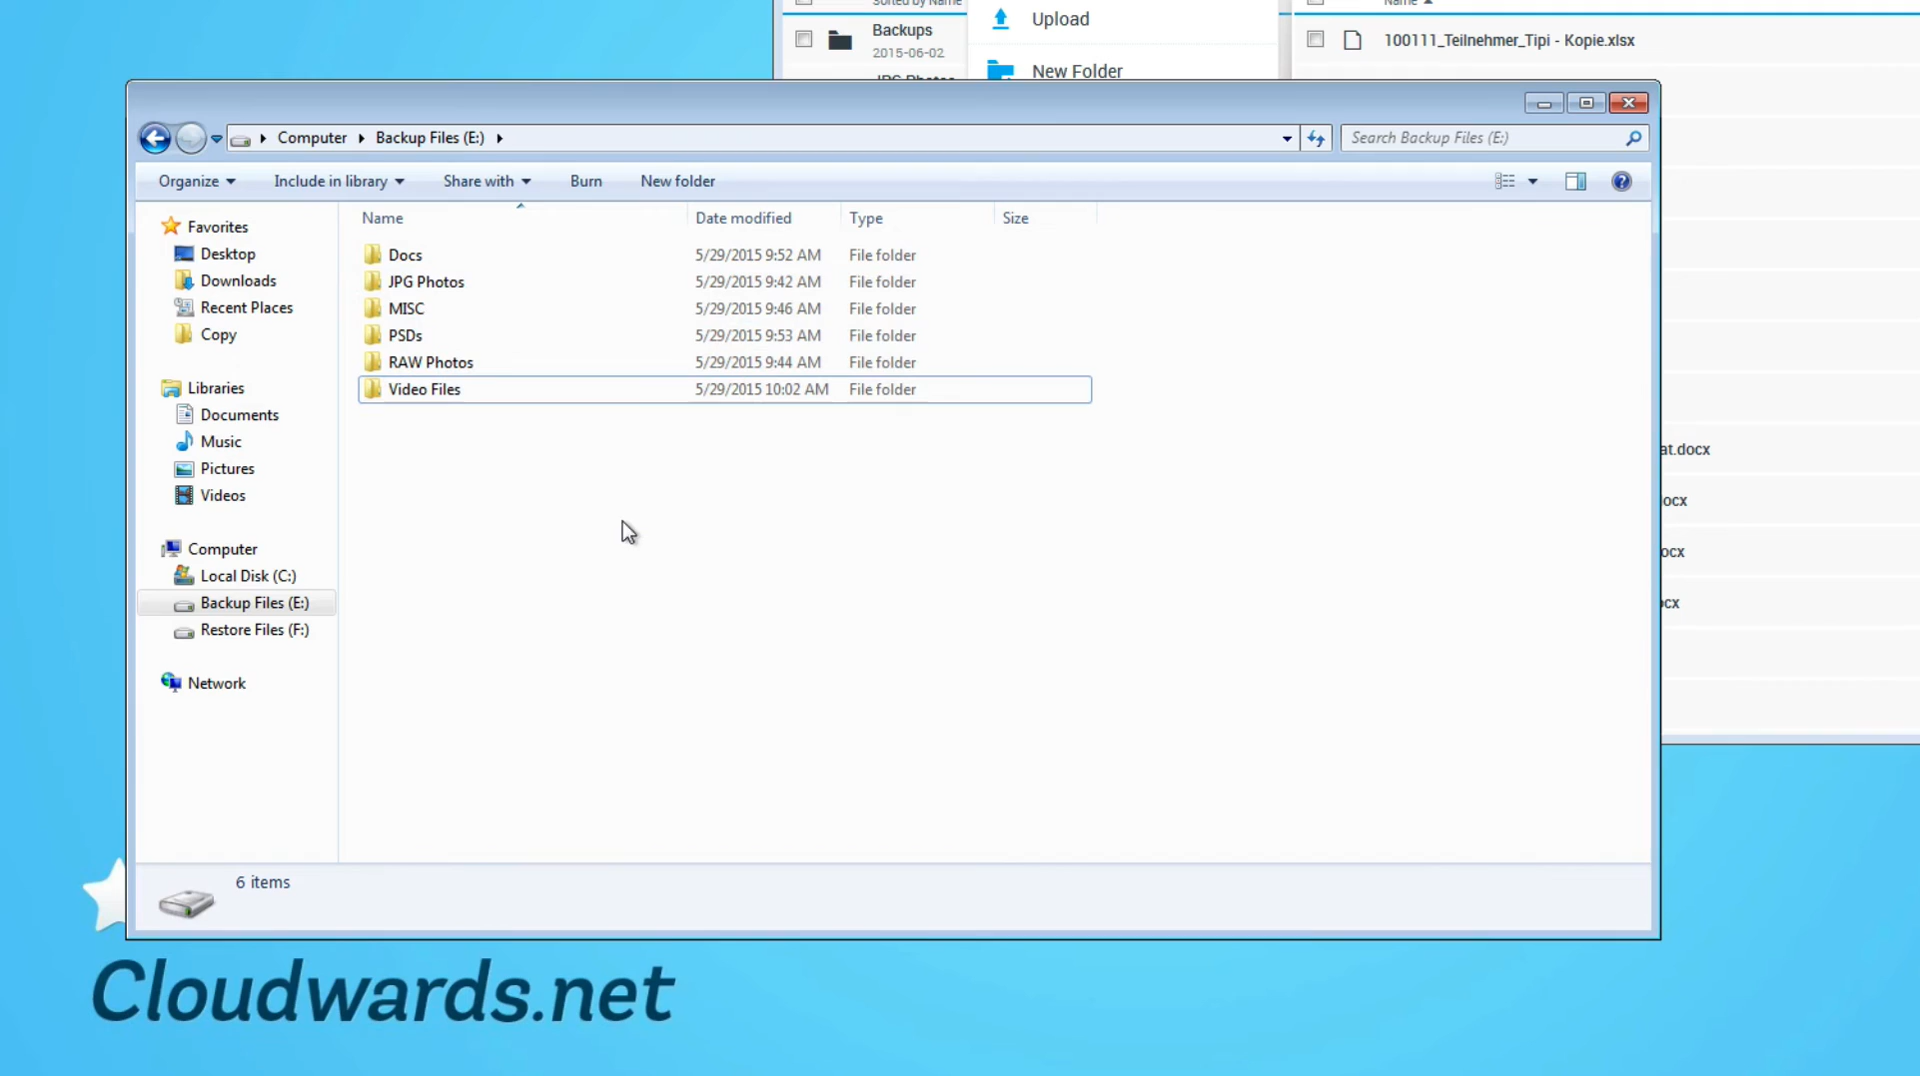 Sorted by Name
Upload
Name
Backups
2015-06-02
100111_Teilnehmer_Tipi - Kopie.xlsx
JPG Photos
New Folder
Computer
Backup Files (E:)
Search Backup Files (E:)
Organize
Include in library
Share with
Burn
New folder
Name
Date modified
Type
Size
Favorites
Desktop
Downloads
Recent Places
Copy
Libraries
Documents
Music
Pictures
Videos
Computer
Local Disk (C:)
Backup Files (E:)
Restore Files (F:)
Network
Docs 5/29/2015 9:52 AM File folder
JPG Photos 5/29/2015 9:42 AM File folder
MISC 5/29/2015 9:46 AM File folder
PSDs 5/29/2015 9:53 AM File folder
RAW Photos 5/29/2015 9:44 AM File folder
Video Files 5/29/2015 10:02 AM File folder
at.docx
ocx
ocx
cx
6 items
Cloudwards.net